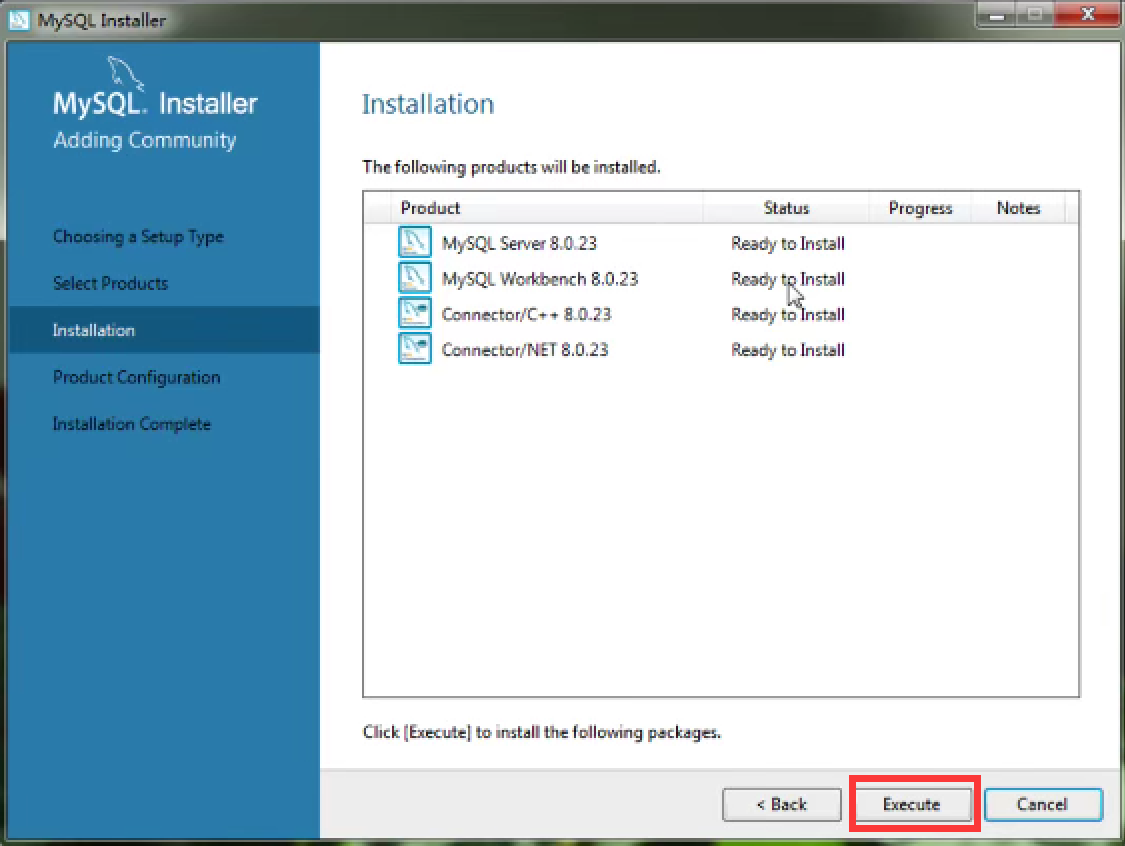 MySQL Installer
MySQL. Installer
Adding Community
Choosing a Setup Type
Select Products
Installation
Product Configuration
Installation Complete
Installation
The following products will be installed.
Product Status Progress Notes
MySQL Server 8.0.23 Ready to Install
MySQL Workbench 8.0.23 Ready to Install
Connector/C++ 8.0.23 Ready to Install
Connector/NET 8.0.23 Ready to Install
Click [Execute] to install the following packages.
< Back Execute Cancel